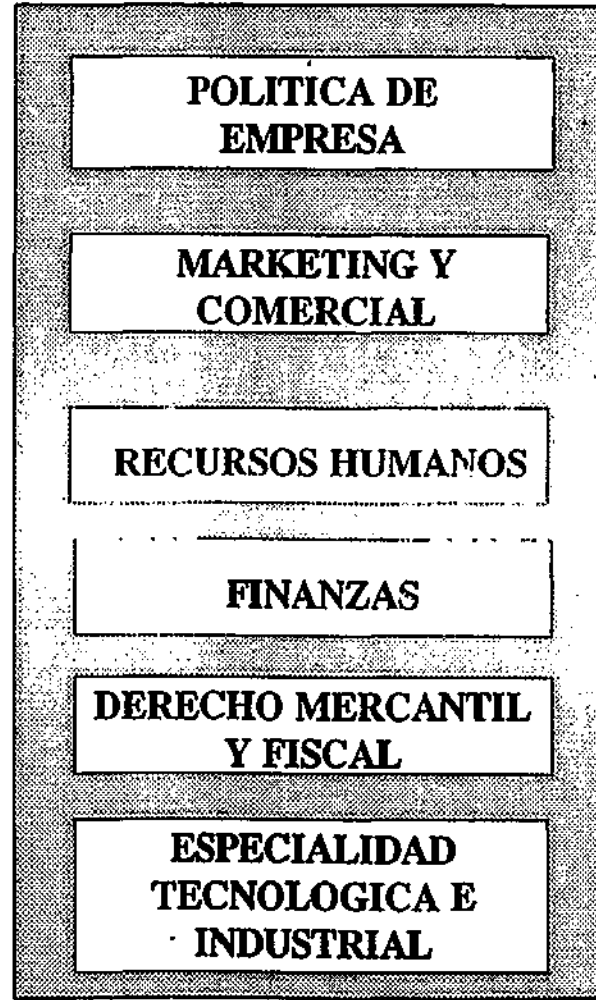 POLITICA DE
EMPRESA
MARKETING Y
COMERCIAL
RECURSOS HUMANOS
FINANZAS
DERECHO MERCANTIL
Y FISCAL
ESPECIALIDAD
TECNOLOGICA E
INDUSTRIAL